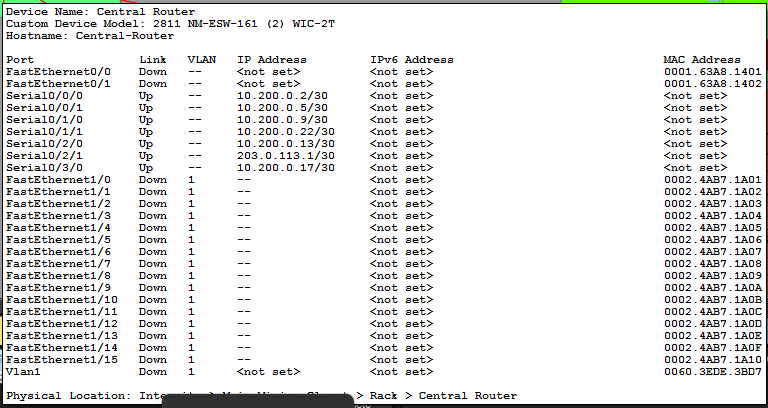 Device Name: Central Router
Custom Device Model: 2811 NM-ESW-161 (2) WIC-2T
Hostname: Central-Router
Port Link VLAN IP Address IPv6 Address MAC Address
FastEthernet0/0 Down -- <not set> <not set> 0001.63A8.1401
FastEthernet0/1 Down -- <not set> <not set> 0001.63A8.1402
Serial0/0/0 Up -- 10.200.0.2/30 <not set> <not set>
Serial0/0/1 Up -- 10.200.0.5/30 <not set> <not set>
Serial0/1/0 Up -- 10.200.0.9/30 <not set> <not set>
Serial0/1/1 Up -- 10.200.0.22/30 <not set> <not set>
Serial0/2/0 Up -- 10.200.0.13/30 <not set> <not set>
Serial0/2/1 Up -- 203.0.113.1/30 <not set> <not set>
Serial0/3/0 Up -- 10.200.0.17/30 <not set> <not set>
FastEthernet1/0 Down 1 -- <not set> 0002.4AB7.1A01
FastEthernet1/1 Down 1 -- <not set> 0002.4AB7.1A02
FastEthernet1/2 Down 1 -- <not set> 0002.4AB7.1A03
FastEthernet1/3 Down 1 -- <not set> 0002.4AB7.1A04
FastEthernet1/4 Down 1 -- <not set> 0002.4AB7.1A05
FastEthernet1/5 Down 1 -- <not set> 0002.4AB7.1A06
FastEthernet1/6 Down 1 -- <not set> 0002.4AB7.1A07
FastEthernet1/7 Down 1 -- <not set> 0002.4AB7.1A08
FastEthernet1/8 Down 1 -- <not set> 0002.4AB7.1A09
FastEthernet1/9 Down 1 -- <not set> 0002.4AB7.1A0A
FastEthernet1/10 Down 1 -- <not set> 0002.4AB7.1A0B
FastEthernet1/11 Down 1 -- <not set> 0002.4AB7.1A0C
FastEthernet1/12 Down 1 -- <not set> 0002.4AB7.1A0D
FastEthernet1/13 Down 1 -- <not set> 0002.4AB7.1A0E
FastEthernet1/14 Down 1 -- <not set> 0002.4AB7.1A0F
FastEthernet1/15 Down 1 -- <not set> 0002.4AB7.1A10
Vlan1 Down 1 <not set> <not set> 0060.3EDE.3BD7
Physical Location: > Rack > Central Router